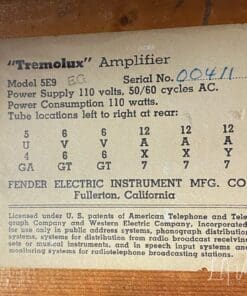 "Tremolux" Amplifier
Model 5E9 EG Serial No. 00411
Power Supply 110 volts, 50/60 cycles AC.
Power Consumption 110 watts.
Tube locations left to right at rear:
5 6 6 12 12 12
U V V A A A
4 6 6 X X Y
GA GT GT 7 7 7
FENDER ELECTRIC INSTRUMENT MFG. CO.
Fullerton, California
Licensed under U. S. patents of American Telephone and Tele-
graph Company and Western Electric Company, Incorporated
for use only in public address systems, phonograph distribution
systems, systems for distribution from radio broadcast receiving
sets or musical instruments, and in speech input systems and
monitoring systems for radiotelephone broadcasting stations.